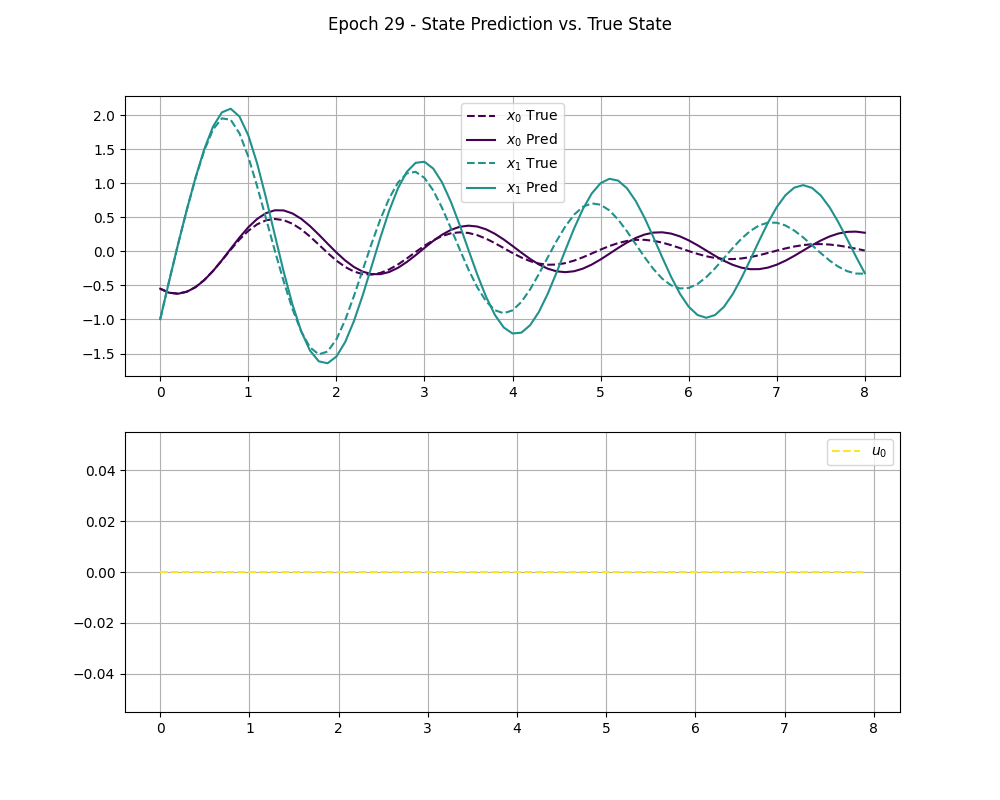 Epoch 29 - State Prediction vs. True State
2.0
1.5
1.0
0.5
0.0
−0.5
−1.0
−1.5
x₀ True
x₀ Pred
x₁ True
x₁ Pred
0 1 2 3 4 5 6 7 8
0.04
0.02
0.00
−0.02
−0.04
u₀
0 1 2 3 4 5 6 7 8